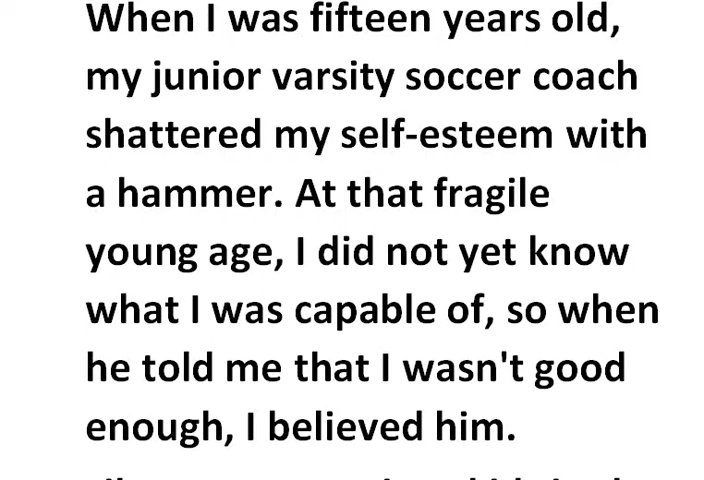 When I was fifteen years old,
my junior varsity soccer coach
shattered my self-esteem with
a hammer. At that fragile
young age, I did not yet know
what I was capable of, so when
he told me that I wasn't good
enough, I believed him.